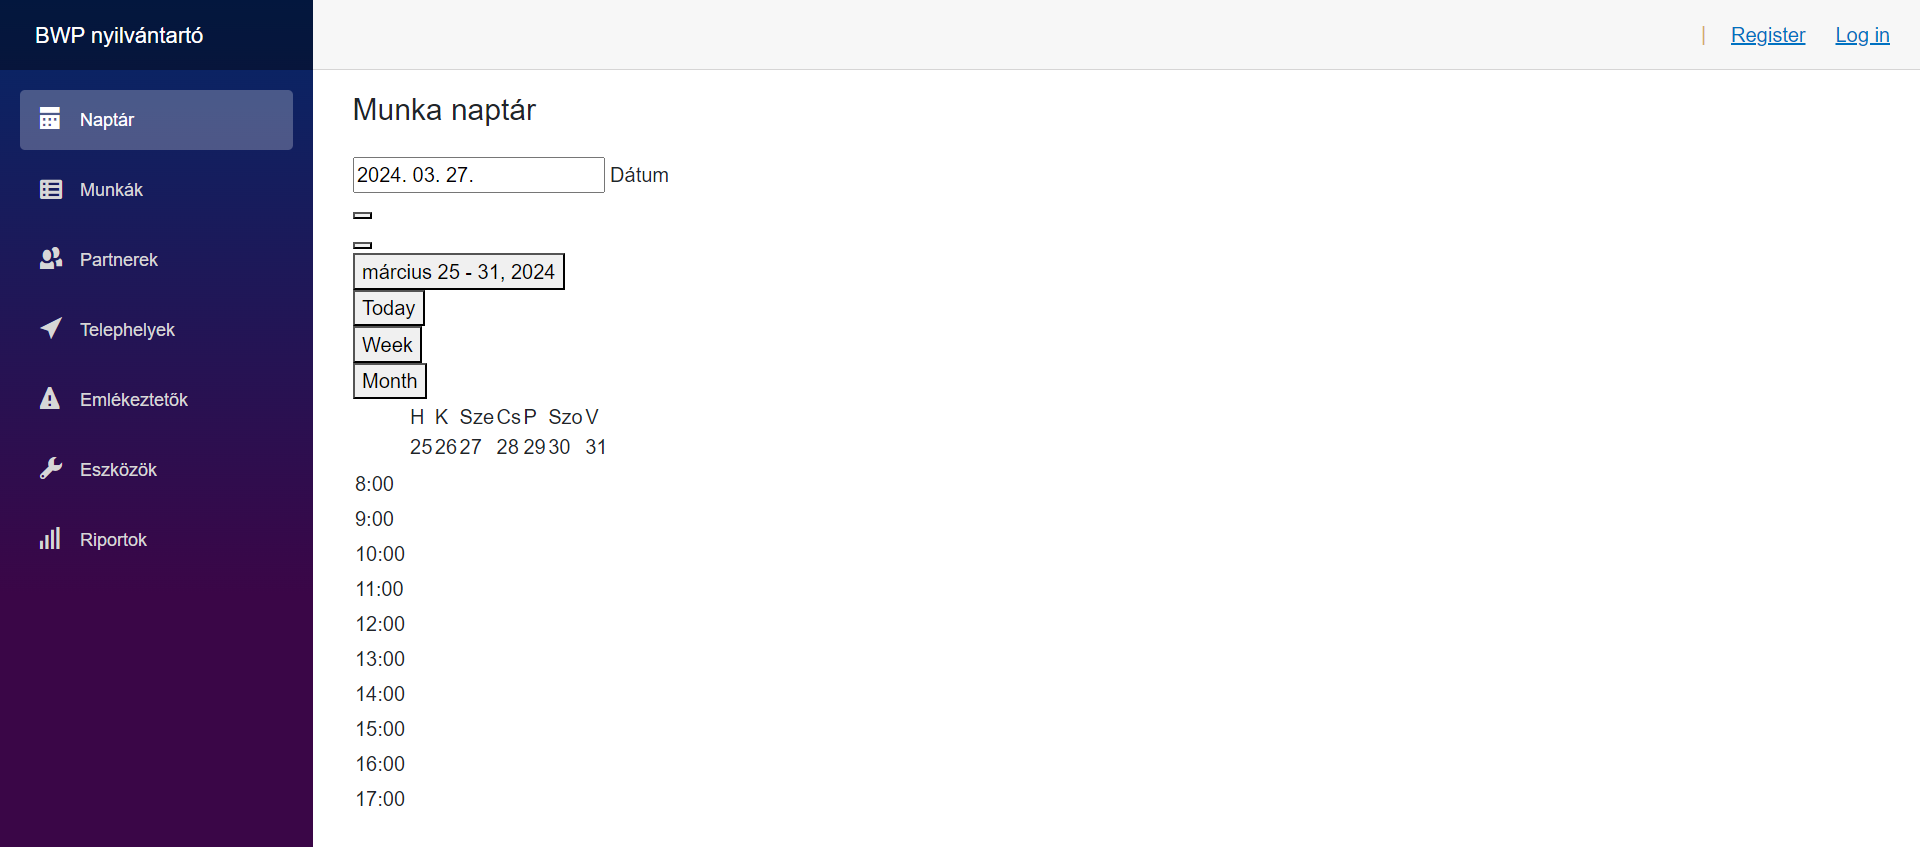 BWP nyilvántartó
| Register Log in
Naptár
Munkák
Partnerek
Telephelyek
Emlékeztetők
Eszközök
Riportok
Munka naptár
2024. 03. 27. Dátum
március 25 - 31, 2024
Today
Week
Month
H K Sze Cs P Szo V
25 26 27 28 29 30 31
8:00
9:00
10:00
11:00
12:00
13:00
14:00
15:00
16:00
17:00